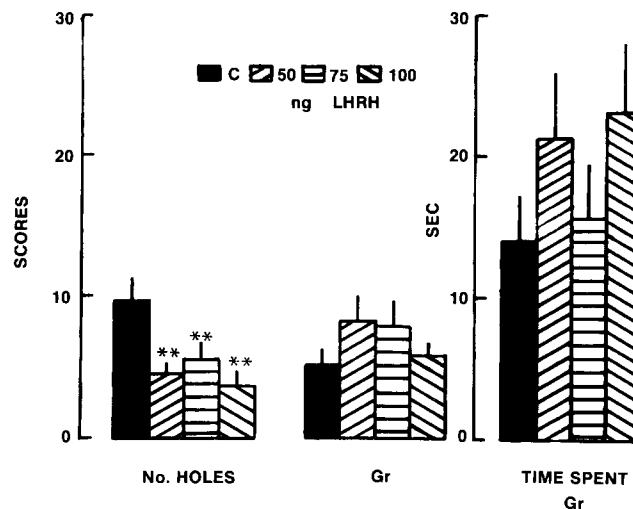 30
20
10
0
SCORES
C 50 75 100
ng LHRH
** ** **
No. HOLES
Gr
30
20
10
0
SEC
TIME SPENT
Gr